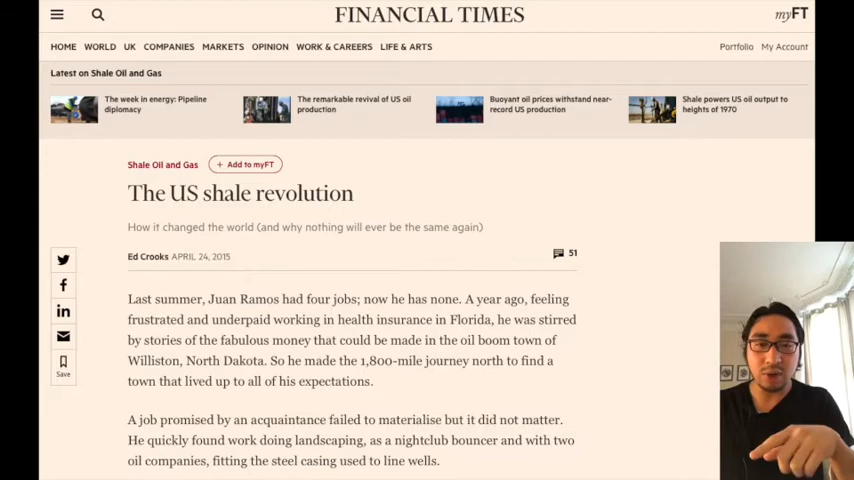 FINANCIAL TIMES
myFT
HOME WORLD UK COMPANIES MARKETS OPINION WORK & CAREERS LIFE & ARTS
Portfolio My Account
Latest on Shale Oil and Gas
The week in energy: Pipeline
diplomacy
The remarkable revival of US oil
production
Buoyant oil prices withstand near-
record US production
Shale powers US oil output to
heights of 1970
Shale Oil and Gas
+ Add to myFT
The US shale revolution
How it changed the world (and why nothing will ever be the same again)
Ed Crooks APRIL 24, 2015
51
Save
Last summer, Juan Ramos had four jobs; now he has none. A year ago, feeling
frustrated and underpaid working in health insurance in Florida, he was stirred
by stories of the fabulous money that could be made in the oil boom town of
Williston, North Dakota. So he made the 1,800-mile journey north to find a
town that lived up to all of his expectations.
A job promised by an acquaintance failed to materialise but it did not matter.
He quickly found work doing landscaping, as a nightclub bouncer and with two
oil companies, fitting the steel casing used to line wells.